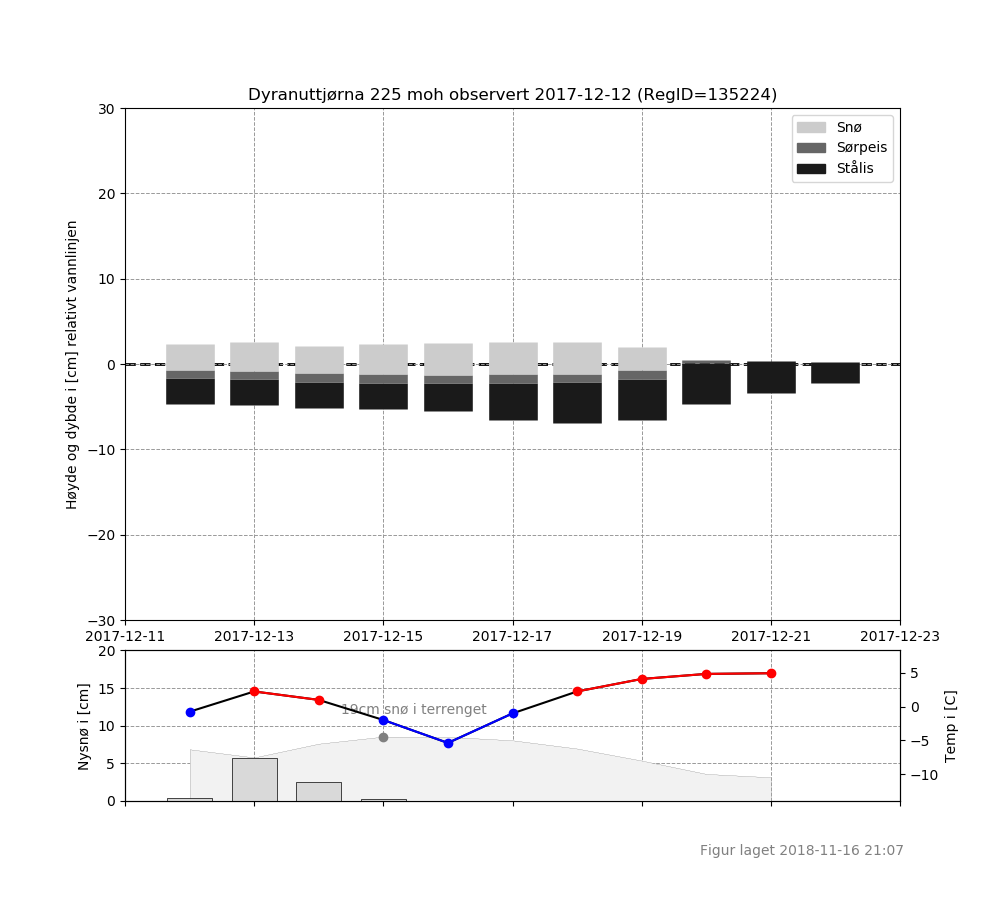 Dyranuttjørna 225 moh observert 2017-12-12 (RegID=135224)
Snø
Sørpeis
Stålis
Høyde og dybde i [cm] relativt vannlinjen
30
20
10
0
−10
−20
−30
2017-12-11 2017-12-13 2017-12-15 2017-12-17 2017-12-19 2017-12-21 2017-12-23
Nysnø i [cm]
20
15
10
5
0
19cm snø i terrenget
5
0
−5
−10
Temp i [C]
Figur laget 2018-11-16 21:07